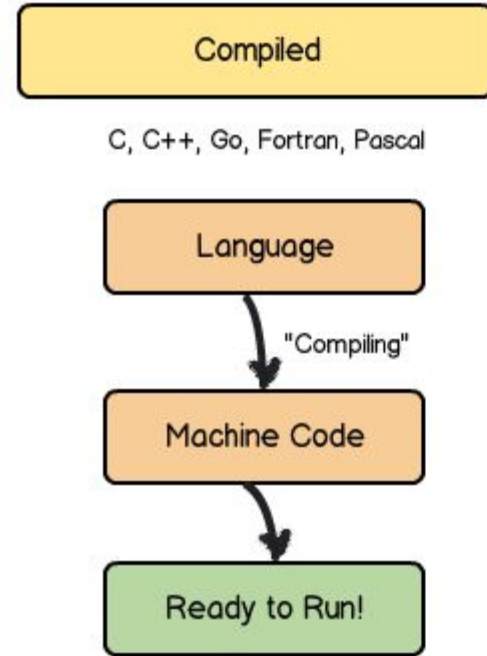 Compiled
C, C++, Go, Fortran, Pascal
Language
"Compiling"
Machine Code
Ready to Run!